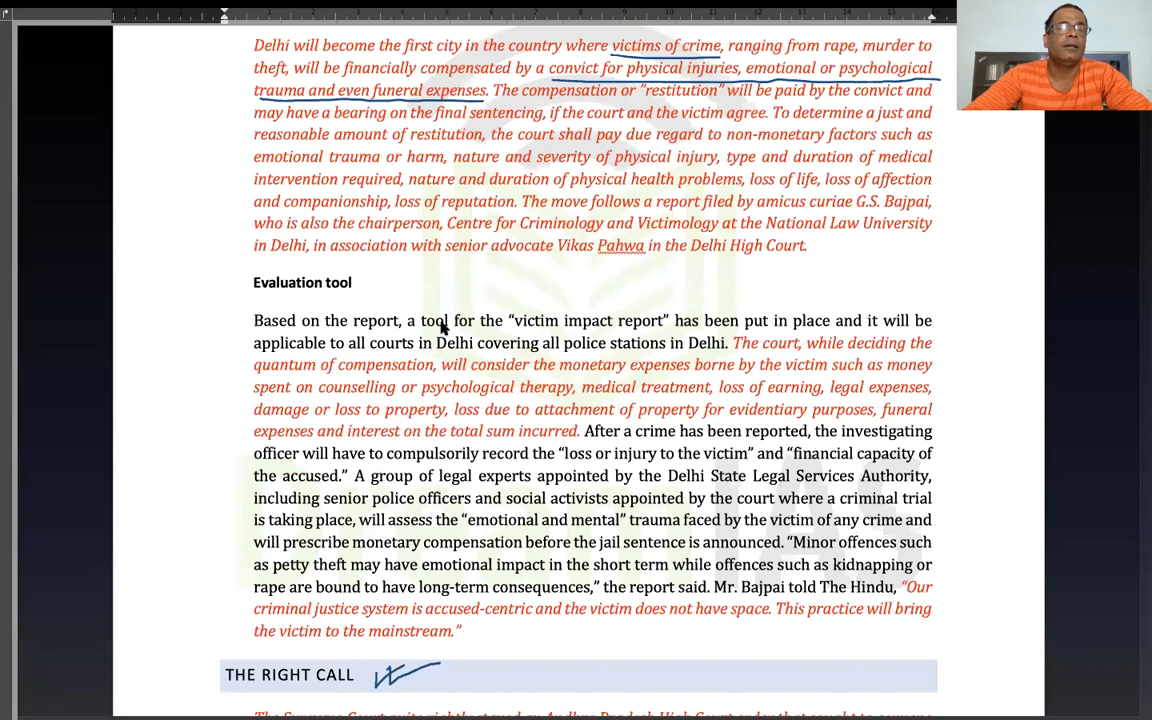 Delhi will become the first city in the country where victims of crime, ranging from rape, murder to
theft, will be financially compensated by a convict for physical injuries, emotional or psychological
trauma and even funeral expenses. The compensation or "restitution" will be paid by the convict and
may have a bearing on the final sentencing, if the court and the victim agree. To determine a just and
reasonable amount of restitution, the court shall pay due regard to non-monetary factors such as
emotional trauma or harm, nature and severity of physical injury, type and duration of medical
intervention required, nature and duration of physical health problems, loss of life, loss of affection
and companionship, loss of reputation. The move follows a report filed by amicus curiae G.S. Bajpai,
who is also the chairperson, Centre for Criminology and Victimology at the National Law University
in Delhi, in association with senior advocate Vikas Pahwa in the Delhi High Court.
Evaluation tool
Based on the report, a tool for the "victim impact report" has been put in place and it will be
applicable to all courts in Delhi covering all police stations in Delhi. The court, while deciding the
quantum of compensation, will consider the monetary expenses borne by the victim such as money
spent on counselling or psychological therapy, medical treatment, loss of earning, legal expenses,
damage or loss to property, loss due to attachment of property for evidentiary purposes, funeral
expenses and interest on the total sum incurred. After a crime has been reported, the investigating
officer will have to compulsorily record the "loss or injury to the victim" and "financial capacity of
the accused." A group of legal experts appointed by the Delhi State Legal Services Authority,
including senior police officers and social activists appointed by the court where a criminal trial
is taking place, will assess the "emotional and mental" trauma faced by the victim of any crime and
will prescribe monetary compensation before the jail sentence is announced. "Minor offences such
as petty theft may have emotional impact in the short term while offences such as kidnapping or
rape are bound to have long-term consequences," the report said. Mr. Bajpai told The Hindu, "Our
criminal justice system is accused-centric and the victim does not have space. This practice will bring
the victim to the mainstream."
THE RIGHT CALL